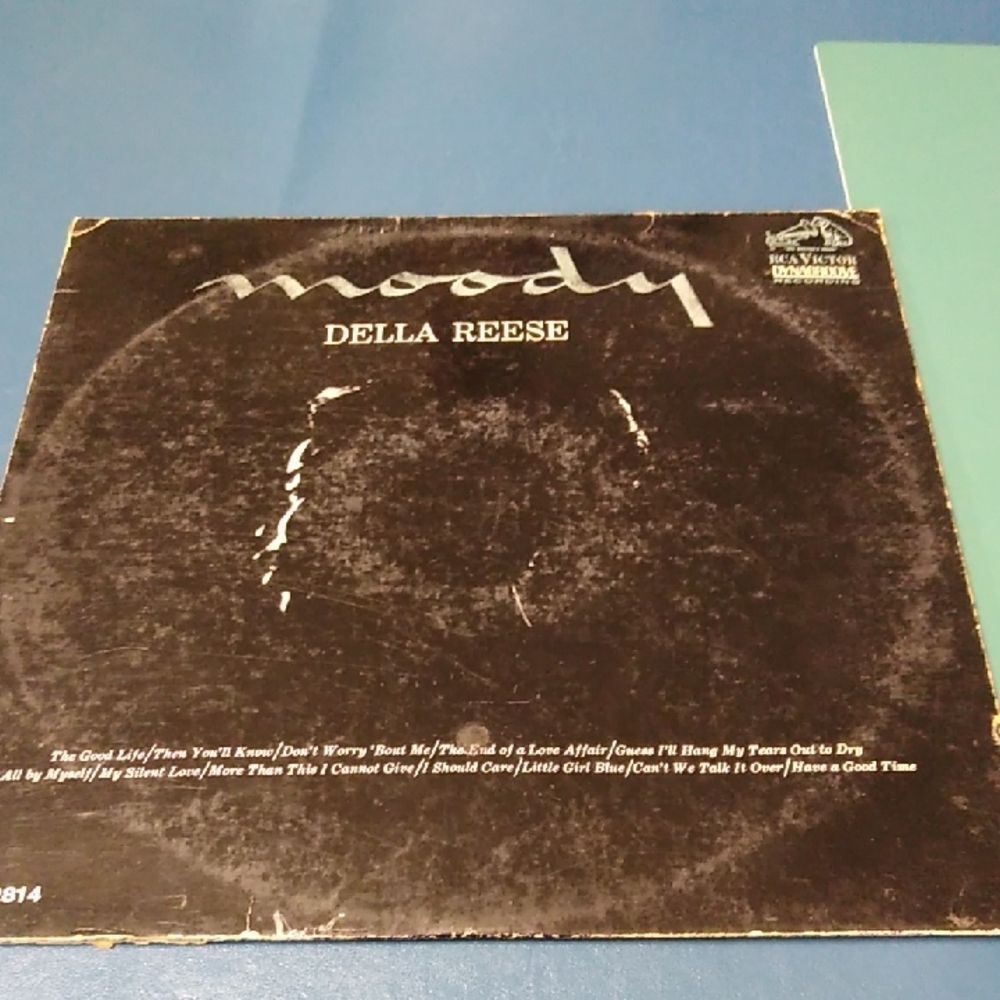 moody
DELLA REESE
RCA VICTOR
DYNAGROOVE
RECORDING
The Good Life/Then You'll Know/Don't Worry 'Bout Me/The End of a Love Affair/Guess I'll Hang My Tears Out to Dry
All by Myself/My Silent Love/More Than This I Cannot Give/I Should Care/Little Girl Blue/Can't We Talk It Over/Have a Good Time
2814